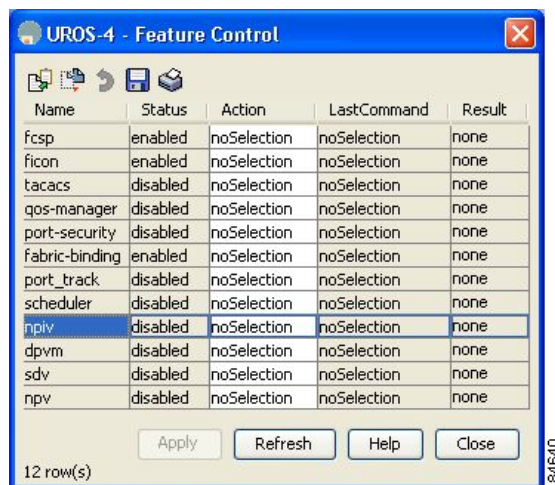 UROS-4 - Feature Control
Name Status Action LastCommand Result
fcsp enabled noSelection noSelection none
ficon enabled noSelection noSelection none
tacacs disabled noSelection noSelection none
qos-manager disabled noSelection noSelection none
port-security disabled noSelection noSelection none
fabric-binding enabled noSelection noSelection none
port_track disabled noSelection noSelection none
scheduler disabled noSelection noSelection none
npiv disabled noSelection noSelection none
dpvm disabled noSelection noSelection none
sdv disabled noSelection noSelection none
npv disabled noSelection noSelection none
Apply Refresh Help Close
12 row(s)
84640